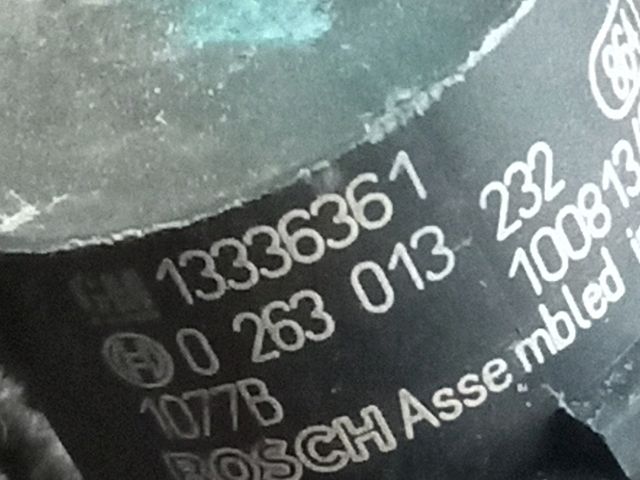 GM 13336361
0 263 013 232
1077B 100813
BOSCH Assembled i